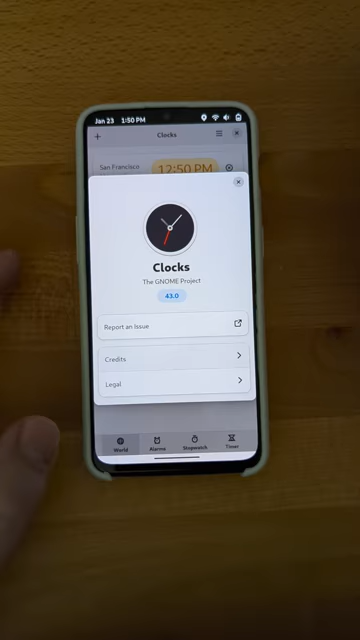 Jan 23 1:50 PM
Clocks
San Francisco 12:50 PM
Clocks
The GNOME Project
43.0
Report an Issue
Credits
Legal
World Alarms Stopwatch Timer